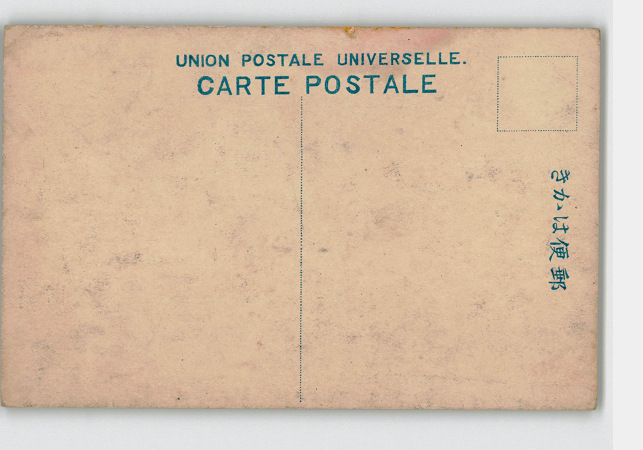 UNION POSTALE UNIVERSELLE.
CARTE POSTALE
きかは便郵